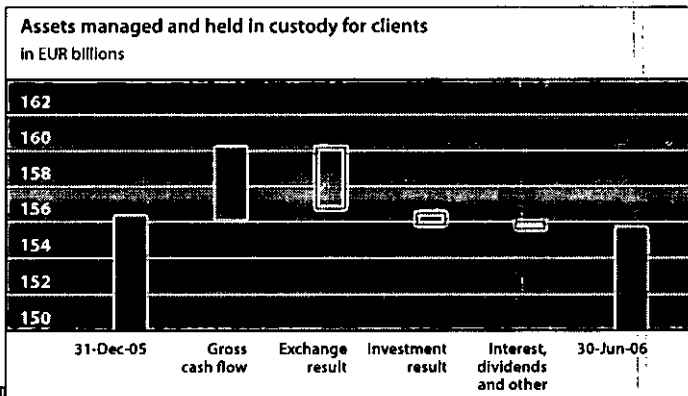 Assets managed and held in custody for clients
in EUR billions
162
160
158
156
154
152
150
31-Dec-05 Gross Exchange Investment Interest, 30-Jun-06
cash flow result result dividends
and other